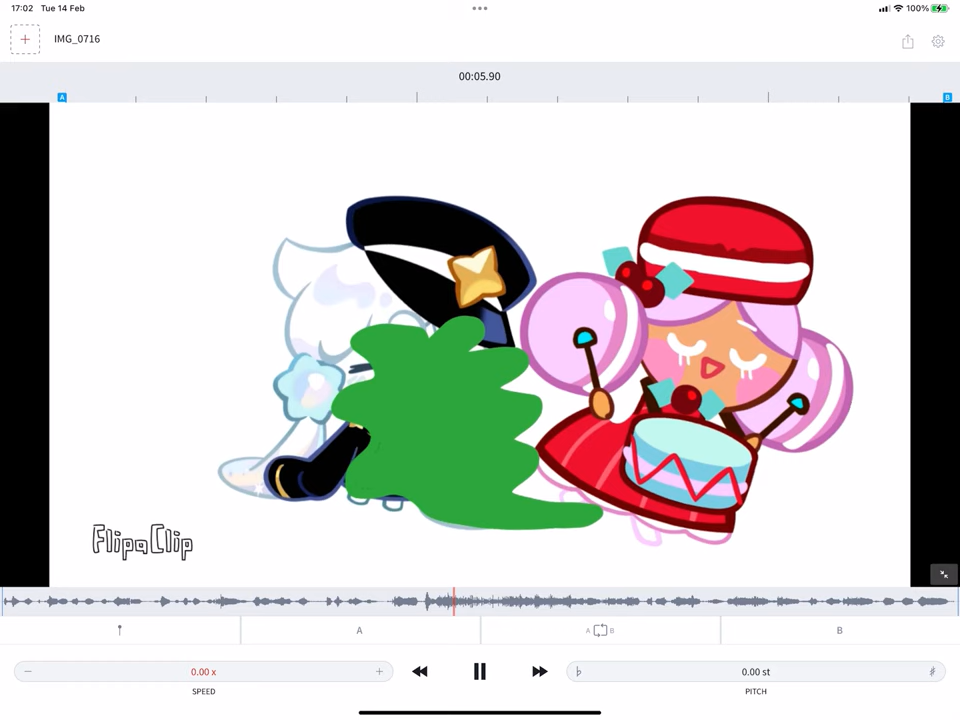 17:02 Tue 14 Feb
100%
IMG_0716
00:05.90
A
B
FlipaClip
A
A B
B
− 0.00 x +
♭ 0.00 st ♯
SPEED
PITCH